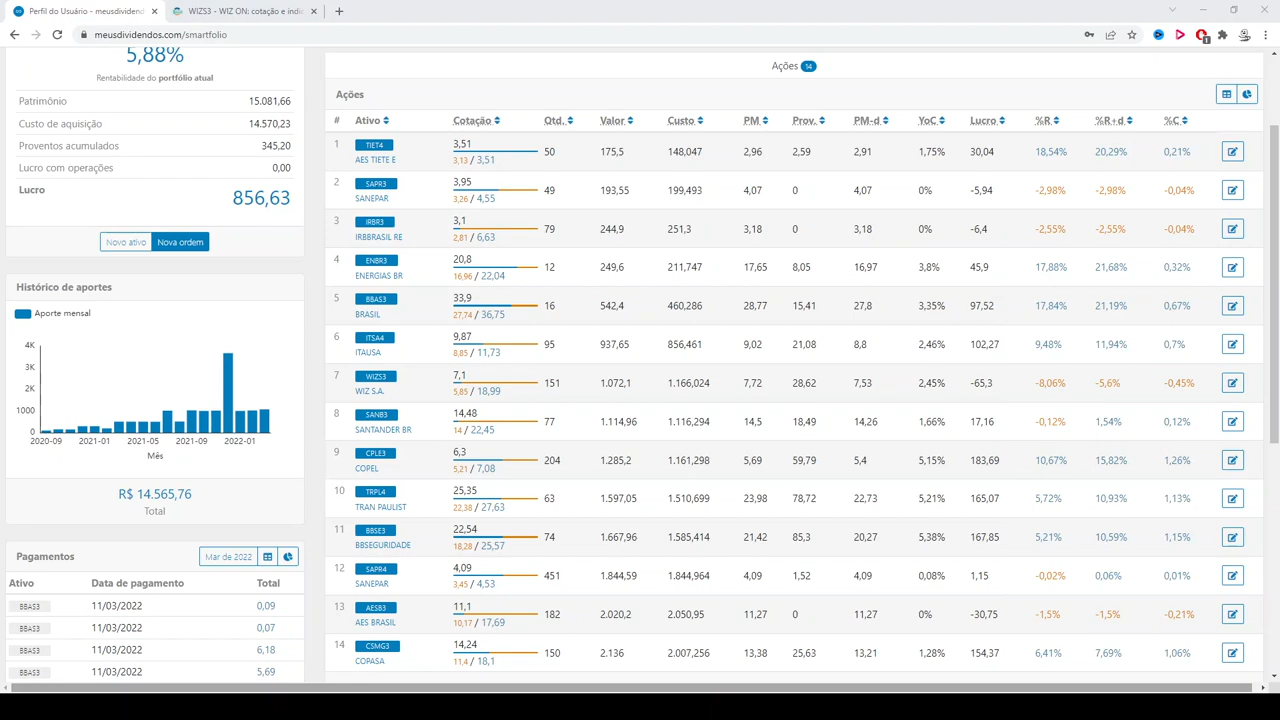 Perfil do Usuário - meusdividendos
WIZS3 - WIZ ON: cotação e indic
meusdividendos.com/smartfolio
1
5,88%
Rentabilidade do portfólio atual
Patrimônio 15.081,66
Custo de aquisição 14.570,23
Proventos acumulados 345,20
Lucro com operações 0,00
Lucro 856,63
Novo ativo Nova ordem
Histórico de aportes
Aporte mensal
4K
3K
2K
1000
0
2020-09 2021-01 2021-05 2021-09 2022-01
Mês
R$ 14.565,76
Total
Pagamentos Mar de 2022
Ativo Data de pagamento Total
BBAS3 11/03/2022 0,09
BBAS3 11/03/2022 0,07
BBAS3 11/03/2022 6,18
BBAS3 11/03/2022 5,69
Ações 14
Ações
# Ativo Cotação Qtd. Valor Custo PM Prov. PM-d YoC Lucro %R %R+d %C
1 TIET4 3,51 50 175,5 148,047 2,96 2,59 2,91 1,75% 30,04 18,54% 20,29% 0,21%
AES TIETE E 3,13 / 3,51
2 SAPR3 3,95 49 193,55 199,493 4,07 0 4,07 0% -5,94 -2,98% -2,98% -0,04%
SANEPAR 3,26 / 4,55
3 IRBR3 3,1 79 244,9 251,3 3,18 0 3,18 0% -6,4 -2,55% -2,55% -0,04%
IRBBRASIL RE 2,81 / 6,63
4 ENBR3 20,8 12 249,6 211,747 17,65 8,05 16,97 3,8% 45,9 17,88% 21,68% 0,32%
ENERGIAS BR 16,96 / 22,04
5 BBAS3 33,9 16 542,4 460,286 28,77 15,41 27,8 3,35% 97,52 17,84% 21,19% 0,67%
BRASIL 27,74 / 36,75
6 ITSA4 9,87 95 937,65 856,461 9,02 21,08 8,8 2,46% 102,27 9,48% 11,94% 0,7%
ITAUSA 8,85 / 11,73
7 WIZS3 7,1 151 1.072,1 1.166,024 7,72 28,62 7,53 2,45% -65,3 -8,06% -5,6% -0,45%
WIZ S.A. 5,85 / 18,99
8 SANB3 14,48 77 1.114,96 1.116,294 14,5 18,49 14,26 1,66% 17,16 -0,12% 1,54% 0,12%
SANTANDER BR 14 / 22,45
9 CPLE3 6,3 204 1.285,2 1.161,298 5,69 59,79 5,4 5,15% 183,69 10,67% 15,82% 1,26%
COPEL 5,21 / 7,08
10 TRPL4 25,35 63 1.597,05 1.510,699 23,98 78,72 22,73 5,21% 165,07 5,72% 10,93% 1,13%
TRAN PAULIST 22,38 / 27,63
11 BBSE3 22,54 74 1.667,96 1.585,414 21,42 85,3 20,27 5,38% 167,85 5,21% 10,59% 1,15%
BBSEGURIDADE 18,28 / 25,57
12 SAPR4 4,09 451 1.844,59 1.844,964 4,09 1,52 4,09 0,08% 1,15 -0,02% 0,06% 0,01%
SANEPAR 3,45 / 4,53
13 AESB3 11,1 182 2.020,2 2.050,95 11,27 0 11,27 0% -30,75 -1,5% -1,5% -0,21%
AES BRASIL 10,17 / 17,69
14 CSMG3 14,24 150 2.136 2.007,256 13,38 25,63 13,21 1,28% 154,37 6,41% 7,69% 1,06%
COPASA 11,4 / 18,1